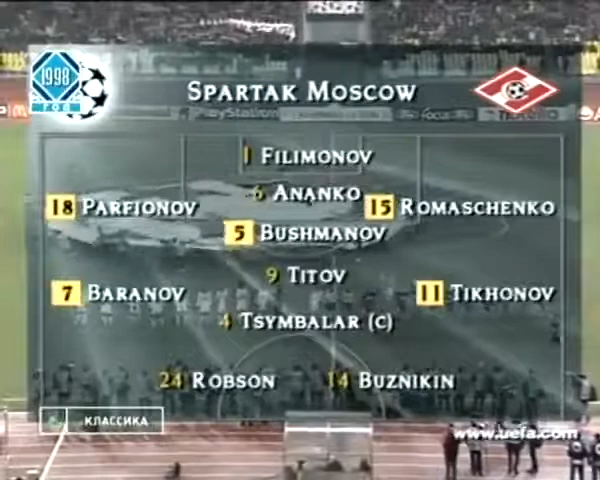 1998
ГОД
SPARTAK MOSCOW
PlayStation
1 FILIMONOV
6 ANANKO
18 PARFIONOV
15 ROMASCHENKO
5 BUSHMANOV
9 TITOV
7 BARANOV
11 TIKHONOV
4 TSYMBALAR (C)
24 ROBSON
14 BUZNIKIN
КЛАССИКА
www.uefa.com